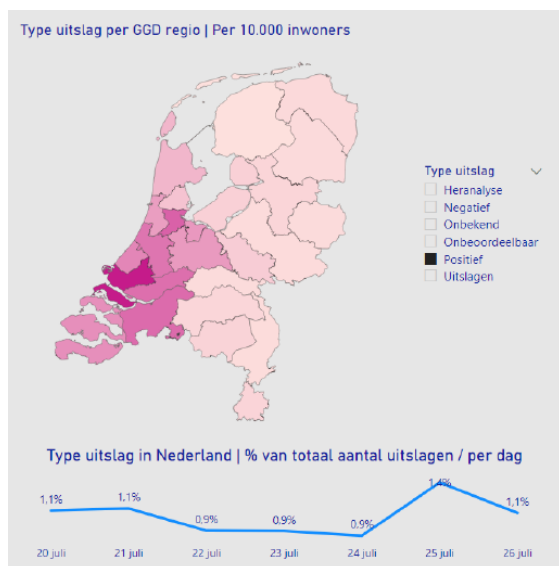 Type uitslag per GGD regio | Per 10.000 inwoners
Type uitslag
Heranalyse
Negatief
Onbekend
Onbeoordeelbaar
Positief
Uitslagen
Type uitslag in Nederland | % van totaal aantal uitslagen / per dag
1,1% 1,1% 0,9% 0,9% 0,9% 1,4% 1,1%
20 juli 21 juli 22 juli 23 juli 24 juli 25 juli 26 juli